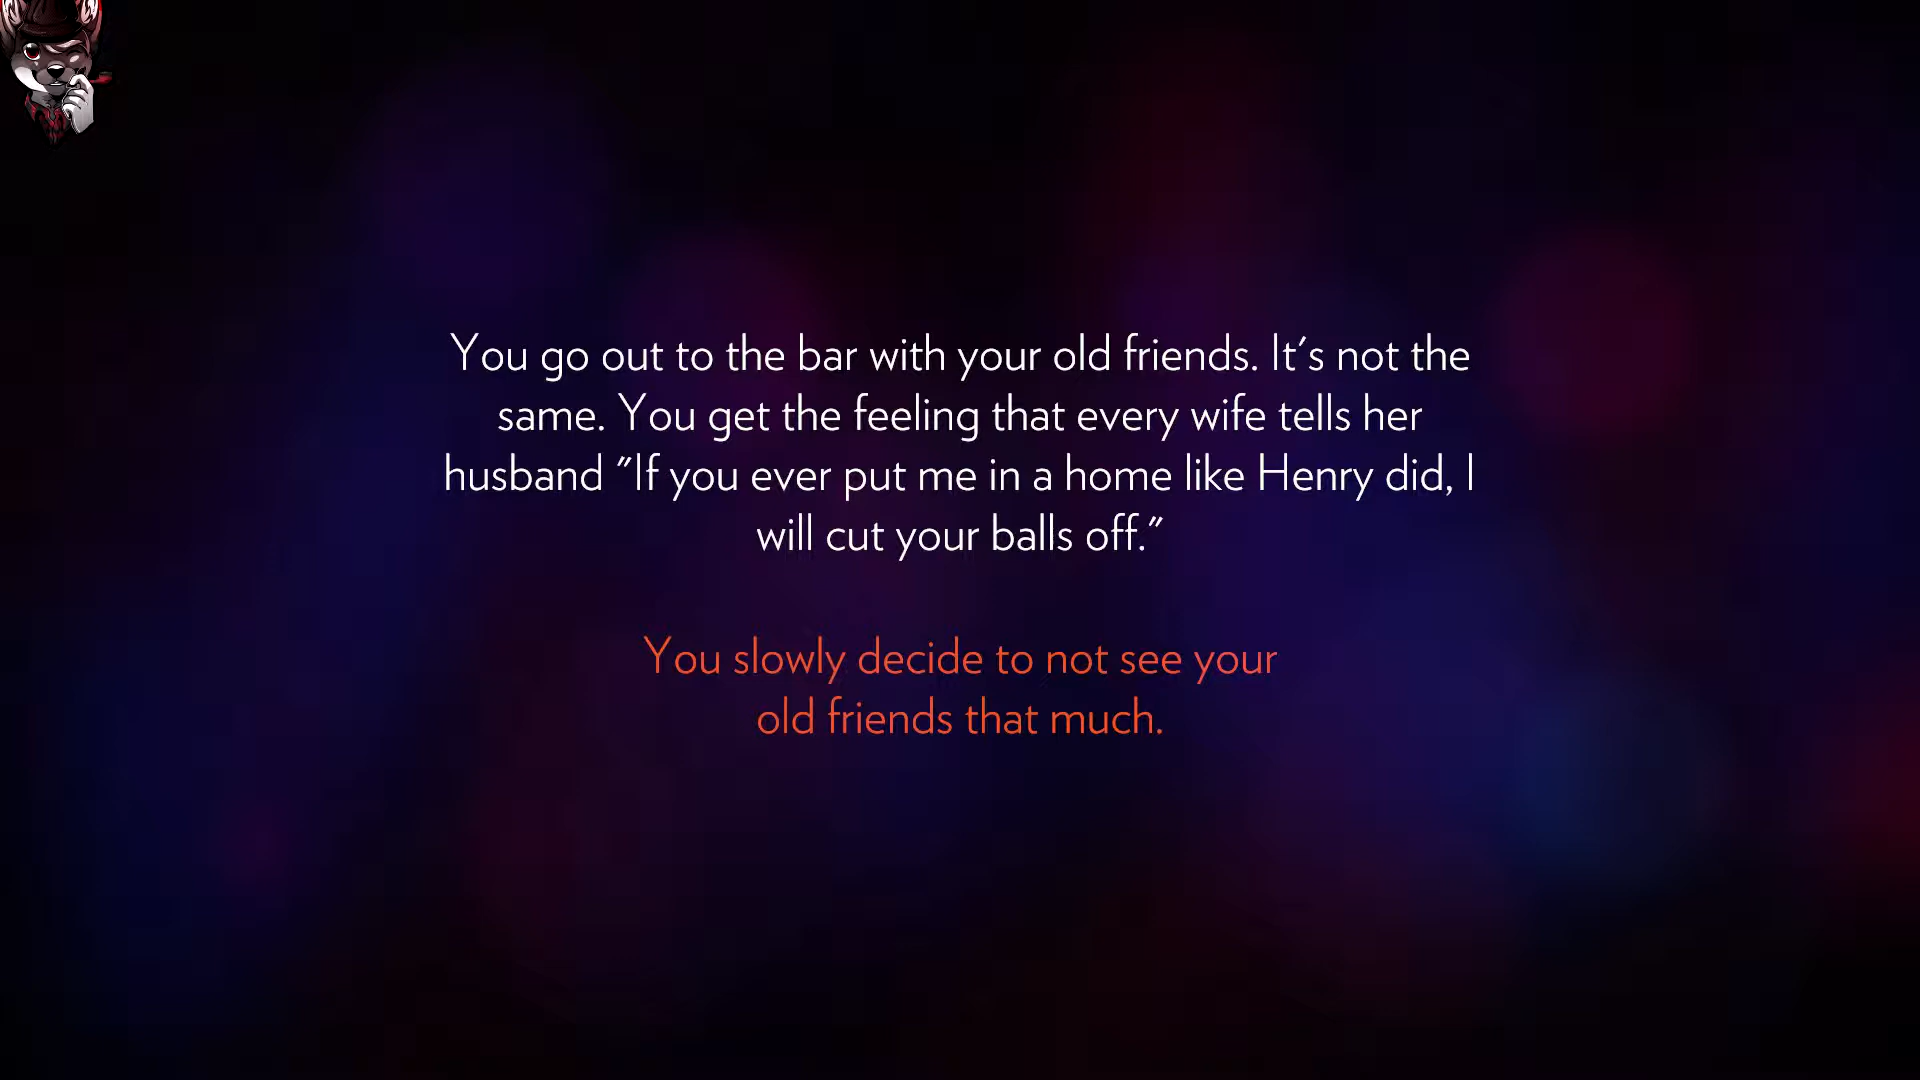 You go out to the bar with your old friends. It's not the
same. You get the feeling that every wife tells her
husband "If you ever put me in a home like Henry did, I
will cut your balls off."
You slowly decide to not see your
old friends that much.